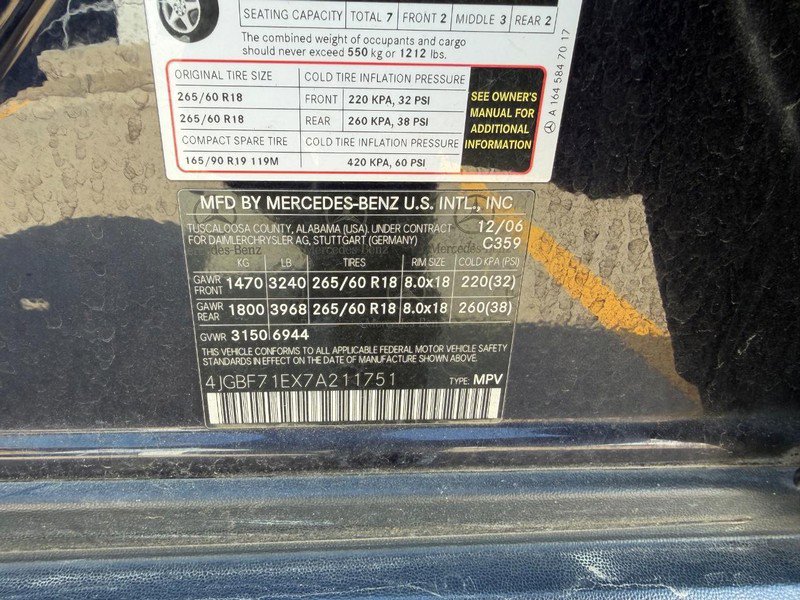 SEATING CAPACITY TOTAL 7 FRONT 2 MIDDLE 3 REAR 2
The combined weight of occupants and cargo
should never exceed 550 kg or 1212 lbs.
ORIGINAL TIRE SIZE COLD TIRE INFLATION PRESSURE
265/60 R18 FRONT 220 KPA, 32 PSI
265/60 R18 REAR 260 KPA, 38 PSI
COMPACT SPARE TIRE COLD TIRE INFLATION PRESSURE
165/90 R19 119M 420 KPA, 60 PSI
SEE OWNER'S
MANUAL FOR
ADDITIONAL
INFORMATION
A 164 584 70 17
MFD BY MERCEDES-BENZ U.S. INTL., INC
TUSCALOOSA COUNTY, ALABAMA (USA). UNDER CONTRACT 12/06
FOR DAIMLERCHRYSLER AG, STUTTGART (GERMANY) C359
KG LB TIRES RIM SIZE COLD KPA (PSI)
GAWR FRONT 1470 3240 265/60 R18 8.0x18 220(32)
GAWR REAR 1800 3968 265/60 R18 8.0x18 260(38)
GVWR 3150 6944
THIS VEHICLE CONFORMS TO ALL APPLICABLE FEDERAL MOTOR VEHICLE SAFETY
STANDARDS IN EFFECT ON THE DATE OF MANUFACTURE SHOWN ABOVE.
4JGBF71EX7A211751 TYPE: MPV